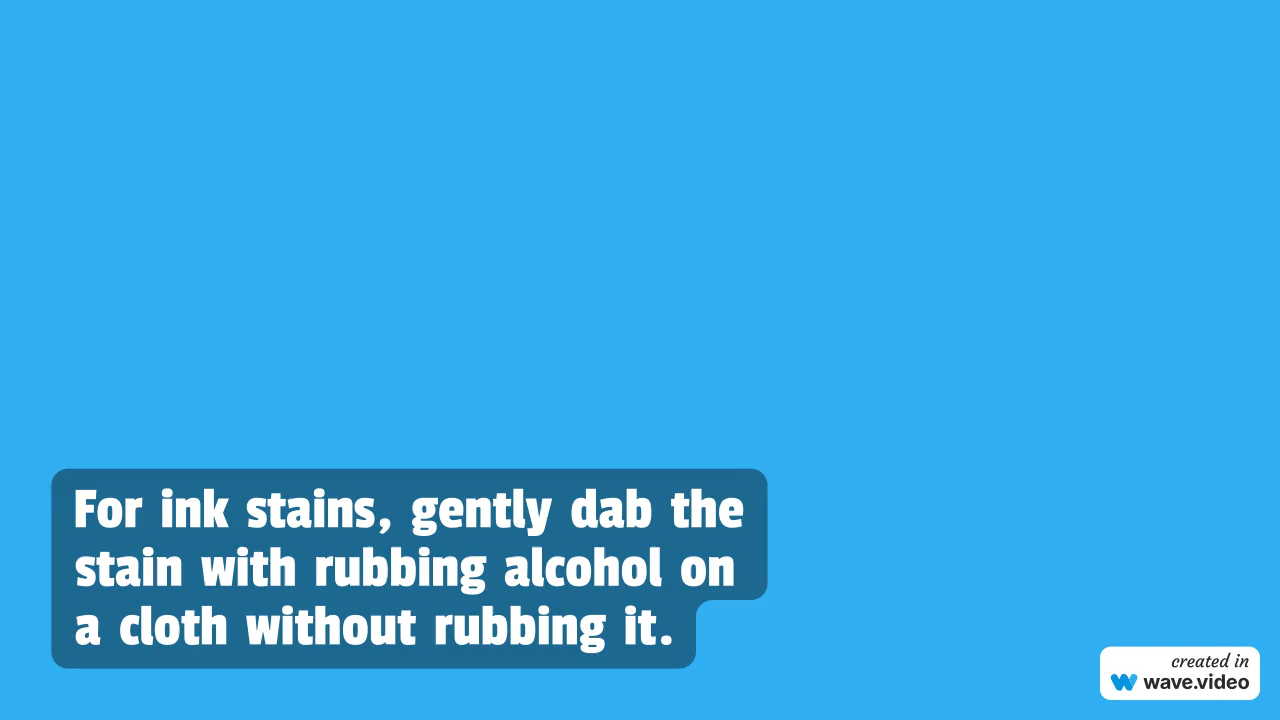 For ink stains, gently dab the
stain with rubbing alcohol on
a cloth without rubbing it.
created in
wave.video